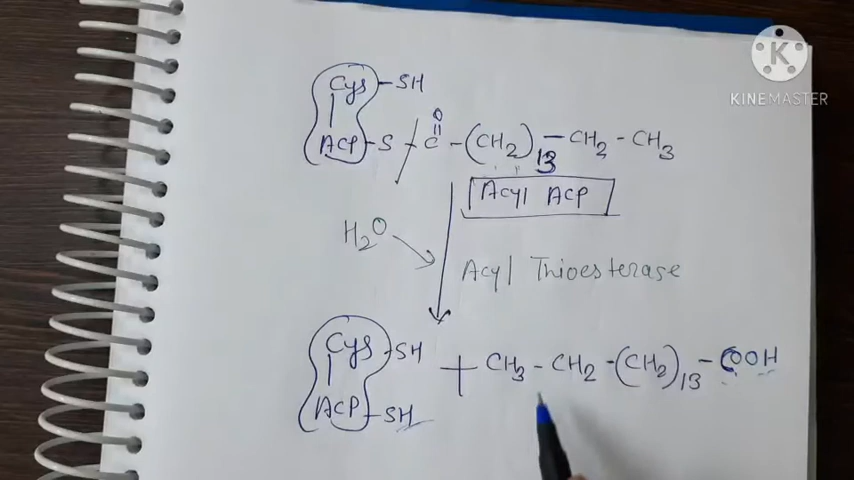 KINEMASTER
Cys-SH
O
ACP-S-C-(CH2)13-CH2-CH3
Acyl ACP
H2O
Acyl Thioesterase
Cys-SH
+ CH3-CH2-(CH2)13-COOH
ACP-SH